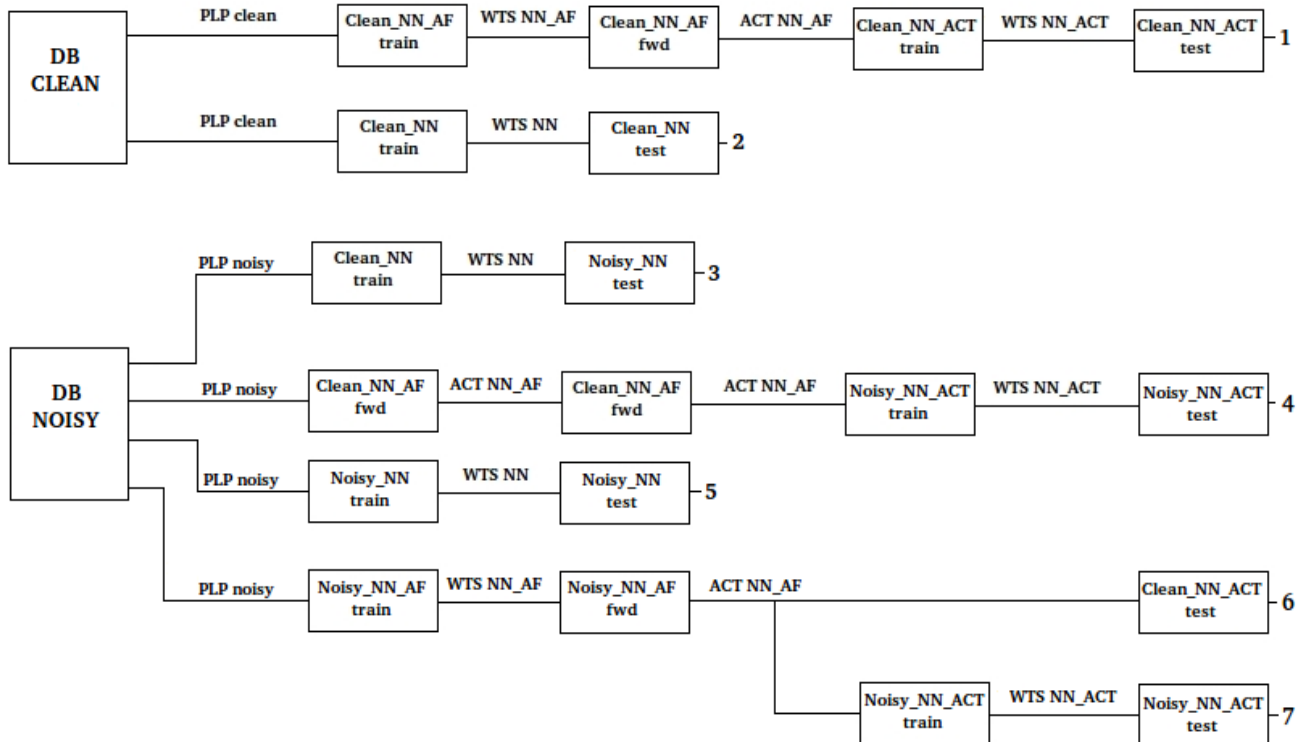 PLP clean
Clean_NN_AF
train
WTS NN_AF
Clean_NN_AF
fwd
ACT NN_AF
Clean_NN_ACT
train
WTS NN_ACT
Clean_NN_ACT
test
1
DB
CLEAN
PLP clean
Clean_NN
train
WTS NN
Clean_NN
test
2
PLP noisy
Clean_NN
train
WTS NN
Noisy_NN
test
3
DB
NOISY
PLP noisy
Clean_NN_AF
fwd
ACT NN_AF
Clean_NN_AF
fwd
ACT NN_AF
Noisy_NN_ACT
train
WTS NN_ACT
Noisy_NN_ACT
test
4
PLP noisy
Noisy_NN
train
WTS NN
Noisy_NN
test
5
PLP noisy
Noisy_NN_AF
train
WTS NN_AF
Noisy_NN_AF
fwd
ACT NN_AF
Clean_NN_ACT
test
6
Noisy_NN_ACT
train
WTS NN_ACT
Noisy_NN_ACT
test
7